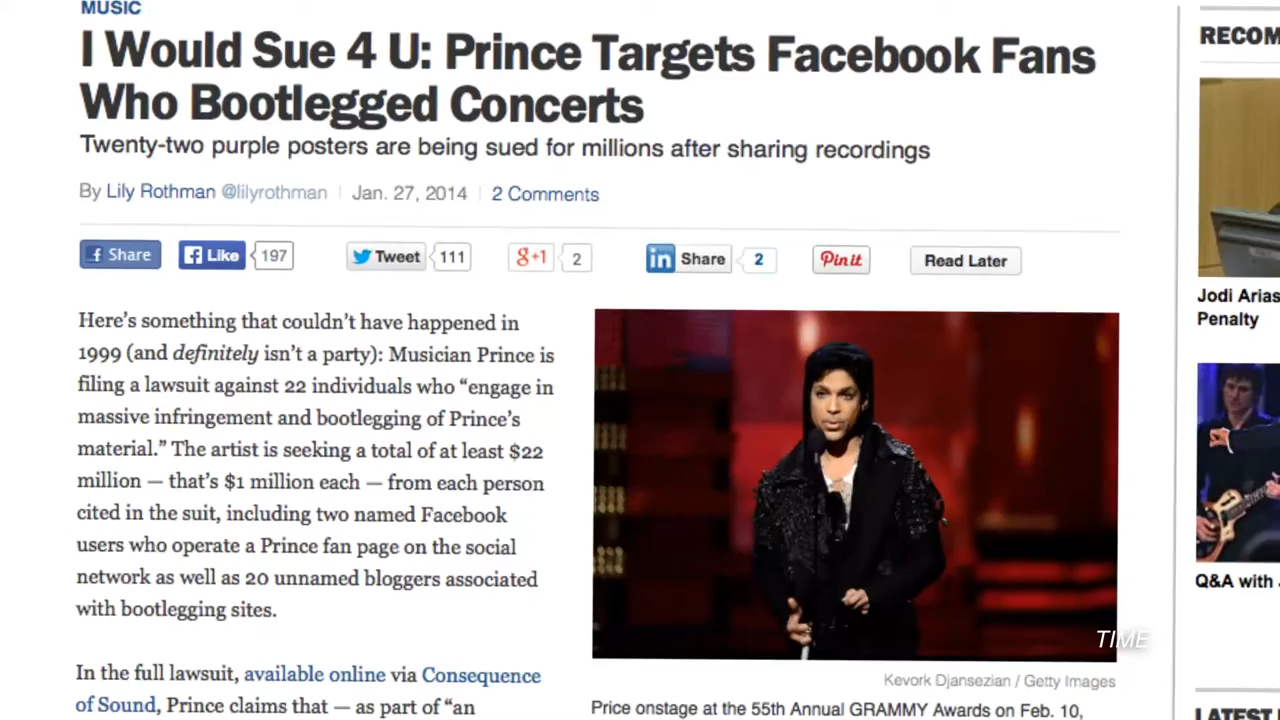 MUSIC
I Would Sue 4 U: Prince Targets Facebook Fans
Who Bootlegged Concerts
Twenty-two purple posters are being sued for millions after sharing recordings
By Lily Rothman @lilyrothman | Jan. 27, 2014 | 2 Comments
Share Like 197 Tweet 111 +1 2 in Share 2 Pin it Read Later
Here's something that couldn't have happened in
1999 (and definitely isn't a party): Musician Prince is
filing a lawsuit against 22 individuals who “engage in
massive infringement and bootlegging of Prince's
material.” The artist is seeking a total of at least $22
million — that's $1 million each — from each person
cited in the suit, including two named Facebook
users who operate a Prince fan page on the social
network as well as 20 unnamed bloggers associated
with bootlegging sites.
In the full lawsuit, available online via Consequence
of Sound, Prince claims that — as part of “an
TIME
Kevork Djansezian / Getty Images
Price onstage at the 55th Annual GRAMMY Awards on Feb. 10,
RECOM
Jodi Arias
Penalty
Q&A with
LATEST